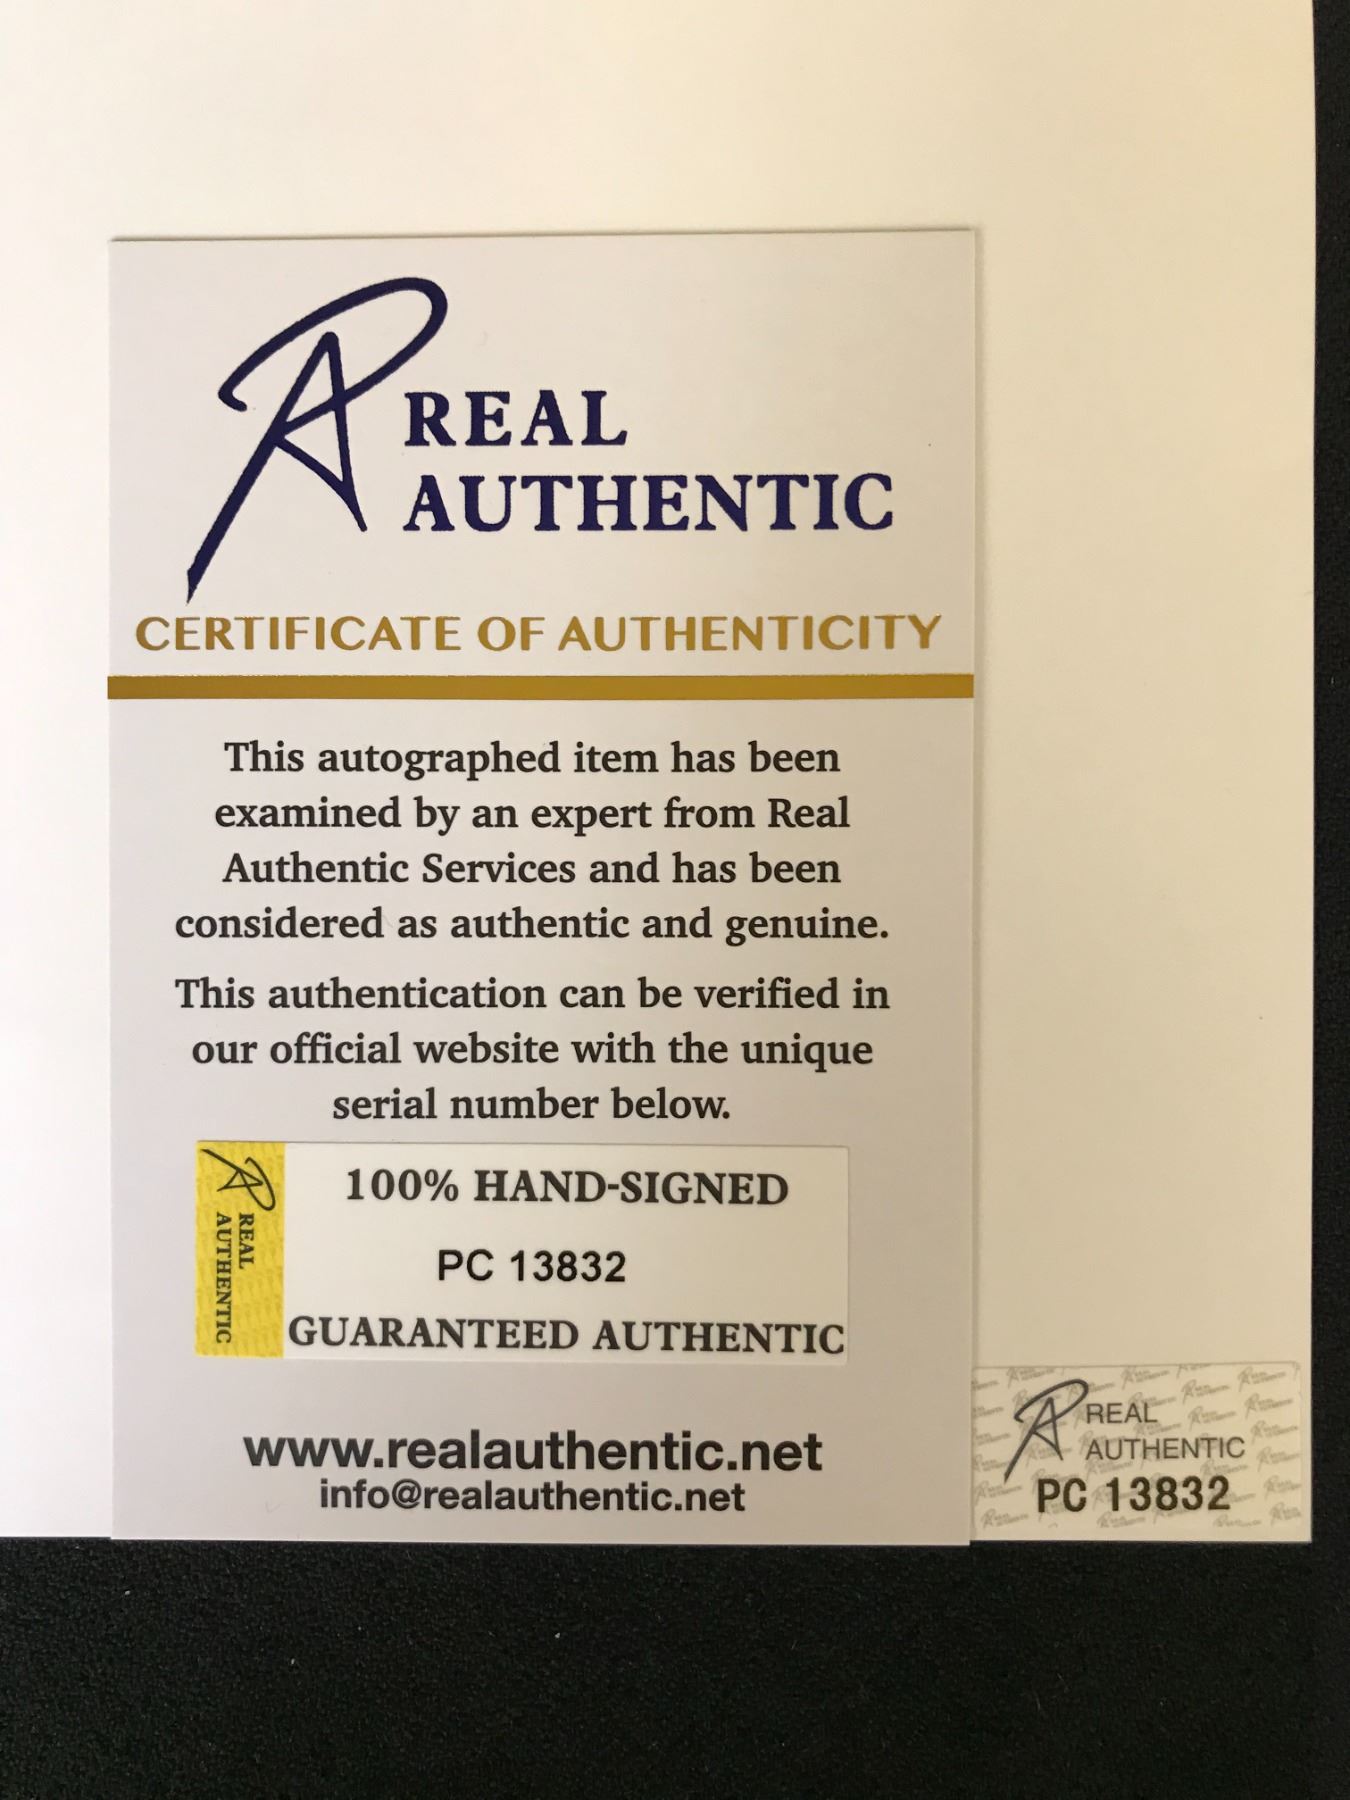 REAL
AUTHENTIC
CERTIFICATE OF AUTHENTICITY
This autographed item has been
examined by an expert from Real
Authentic Services and has been
considered as authentic and genuine.
This authentication can be verified in
our official website with the unique
serial number below.
REAL
AUTHENTIC
100% HAND-SIGNED
PC 13832
GUARANTEED AUTHENTIC
www.realauthentic.net
info@realauthentic.net
REAL
AUTHENTIC
PC 13832